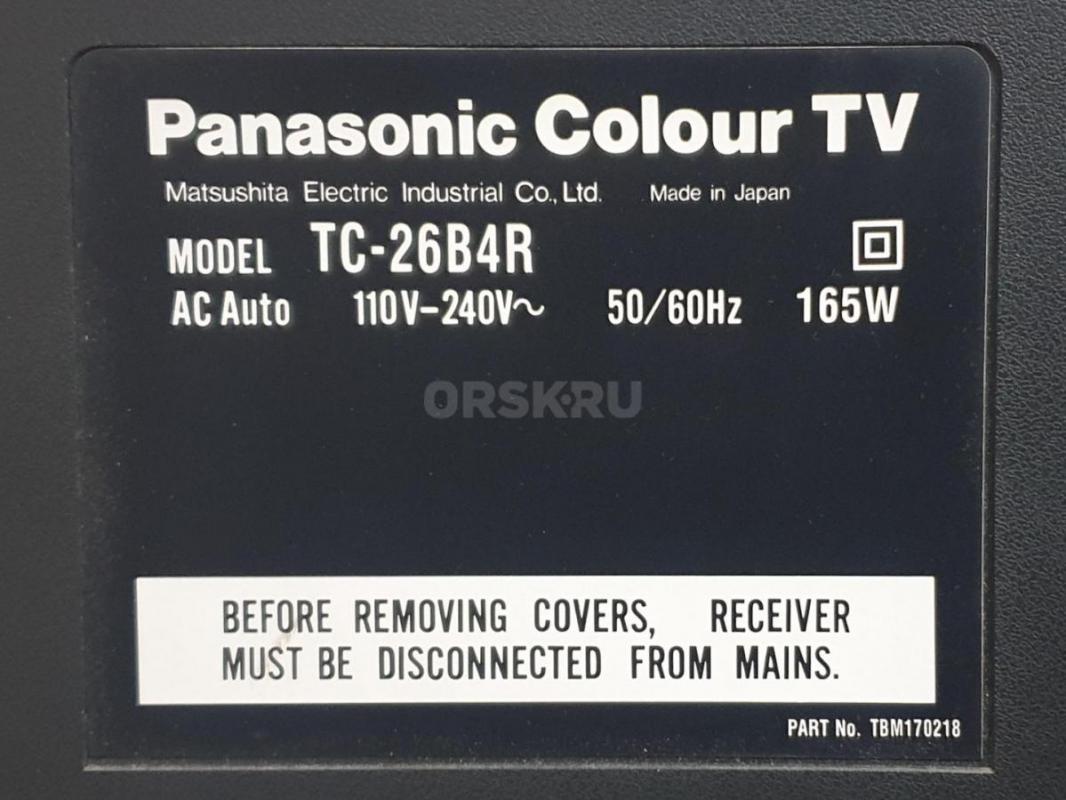 Panasonic Colour TV
Matsushita Electric Industrial Co., Ltd. Made in Japan
MODEL TC-26B4R
AC Auto 110V-240V~ 50/60Hz 165W
ORSK.RU
BEFORE REMOVING COVERS, RECEIVER
MUST BE DISCONNECTED FROM MAINS.
PART No. TBM170218